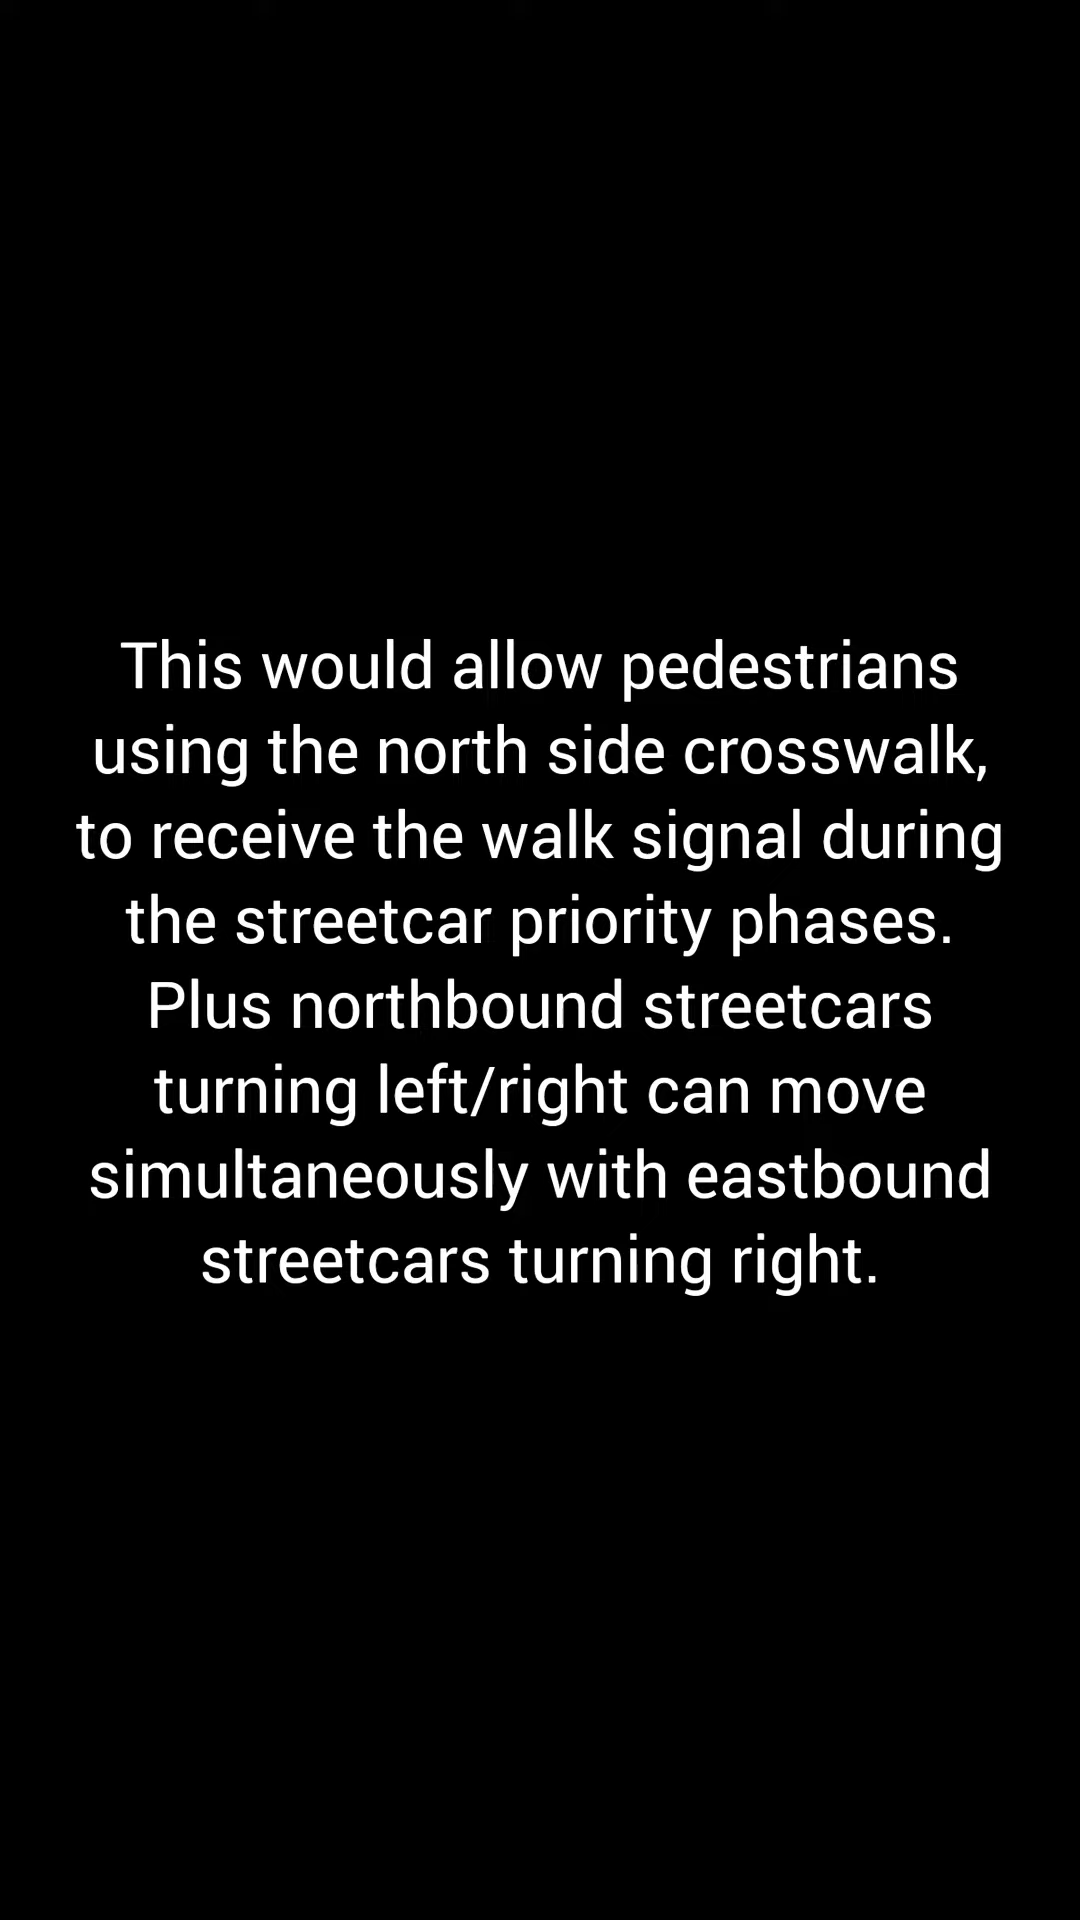 This would allow pedestrians
using the north side crosswalk,
to receive the walk signal during
the streetcar priority phases.
Plus northbound streetcars
turning left/right can move
simultaneously with eastbound
streetcars turning right.